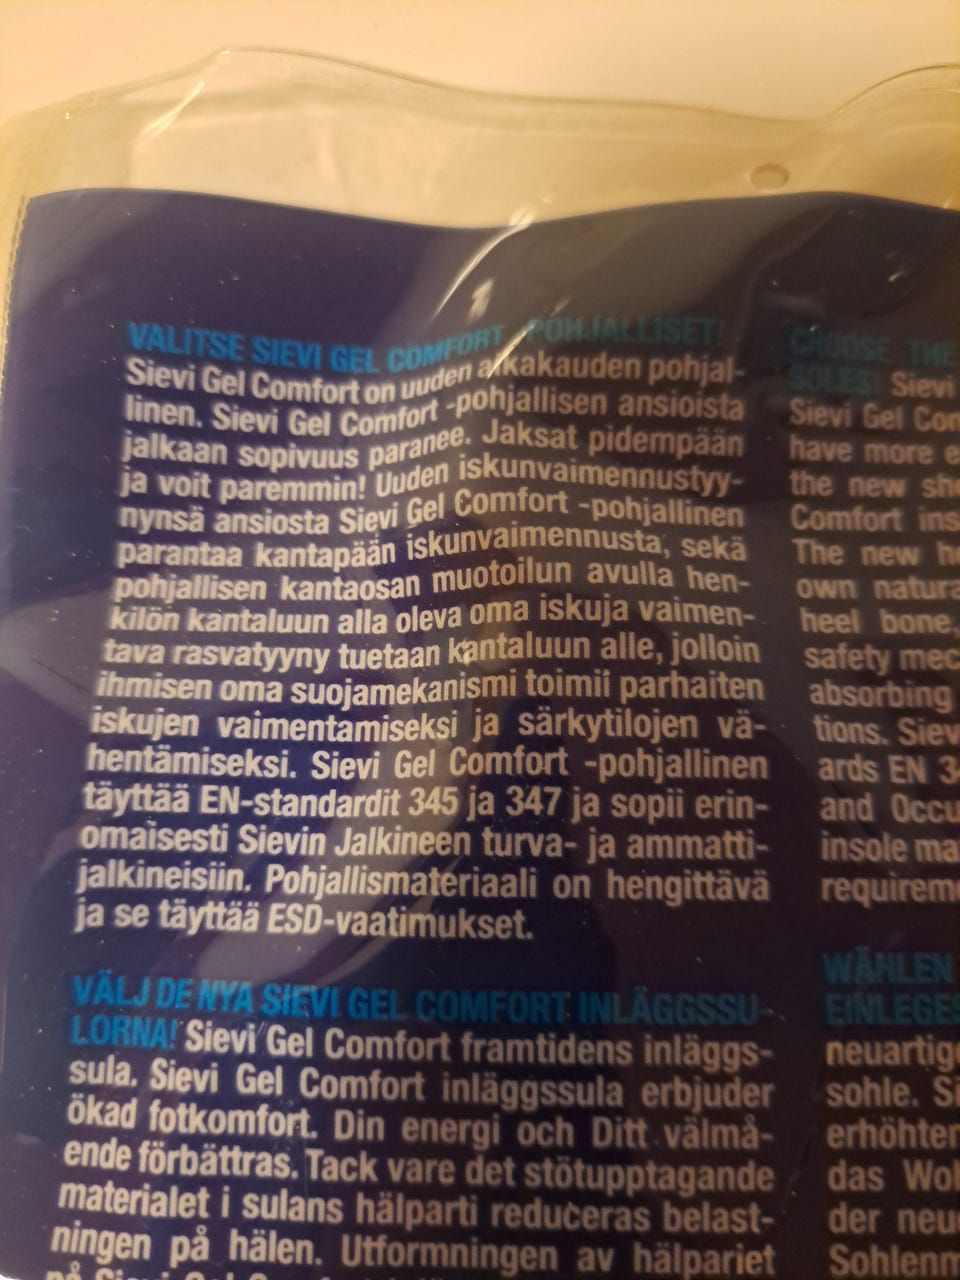 VALITSE SIEVI GEL COMFORT -POHJALLISET!
Sievi Gel Comfort on uuden aikakauden pohjal-
linen. Sievi Gel Comfort -pohjallisen ansioista
jalkaan sopivuus paranee. Jaksat pidempään
ja voit paremmin! Uuden iskunvaimennustyy-
nynsä ansiosta Sievi Gel Comfort -pohjallinen
parantaa kantapään iskunvaimennusta, sekä
pohjallisen kantaosan muotoilun avulla hen-
kilön kantaluun alla oleva oma iskuja vaimen-
tava rasvatyyny tuetaan kantaluun alle, jolloin
ihmisen oma suojamekanismi toimii parhaiten
iskujen vaimentamiseksi ja särkytilojen vä-
hentämiseksi. Sievi Gel Comfort -pohjallinen
täyttää EN-standardit 345 ja 347 ja sopii erin-
omaisesti Sievin Jalkineen turva- ja ammatti-
jalkineisiin. Pohjallismateriaali on hengittävä
ja se täyttää ESD-vaatimukset.
VÄLJ DE NYA SIEVI GEL COMFORT INLÄGGSSU-
LORNA! Sievi Gel Comfort framtidens inläggs-
sula. Sievi Gel Comfort inläggssula erbjuder
ökad fotkomfort. Din energi och Ditt välmå-
ende förbättras. Tack vare det stötupptagande
materialet i sulans hälparti reduceras belast-
ningen på hälen. Utformningen av hälpariet
CHOOSE THE
SOLES! Sievi
Sievi Gel Com
have more e
the new sho
Comfort ins
The new he
own natura
heel bone,
safety mec
absorbing
tions. Siev
ards EN 3
and Occu
insole ma
requirem
WÄHLEN
EINLEGES
neuartig
sohle. Si
erhöhter
das Woh
der neu
Sohlenm